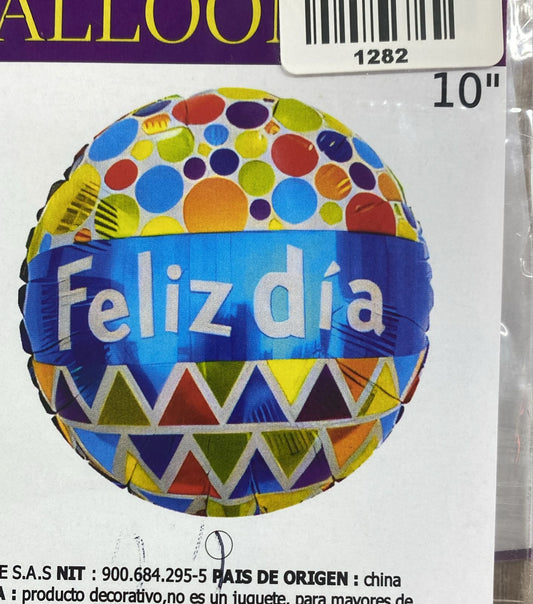 ALLOO
1282
10"
Feliz día
E S.A.S NIT : 900.684.295-5 PAIS DE ORIGEN : china
A : producto decorativo,no es un juguete, para mayores de